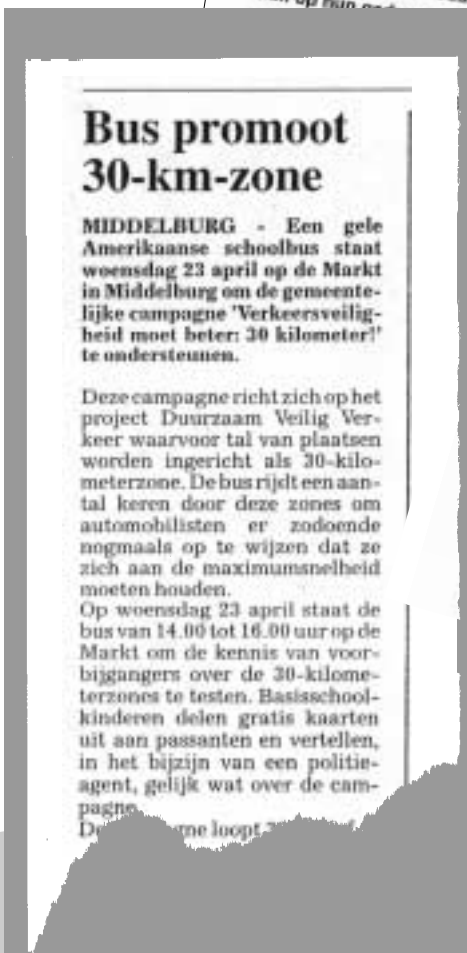 op hun
Bus promoot
30-km-zone
MIDDELBURG - Een gele
Amerikaanse schoolbus staat
woensdag 23 april op de Markt
in Middelburg om de gemeente-
lijke campagne 'Verkeersveilig-
heid moet beter: 30 kilometer!'
te ondersteunen.
Deze campagne richt zich op het
project Duurzaam Veilig Ver-
keer waarvoor tal van plaatsen
worden ingericht als 30-kilo-
meterzone. De bus rijdt een aan-
tal keren door deze zones om
automobilisten er zodoende
nogmaals op te wijzen dat ze
zich aan de maximumsnelheid
moeten houden.
Op woensdag 23 april staat de
bus van 14.00 tot 16.00 uur op de
Markt om de kennis van voor-
bijgangers over de 30-kilome-
terzones te testen. Basisschool-
kinderen delen gratis kaarten
uit aan passanten en vertellen,
in het bijzijn van een politie-
agent, gelijk wat over de cam-
pagne.
loopt